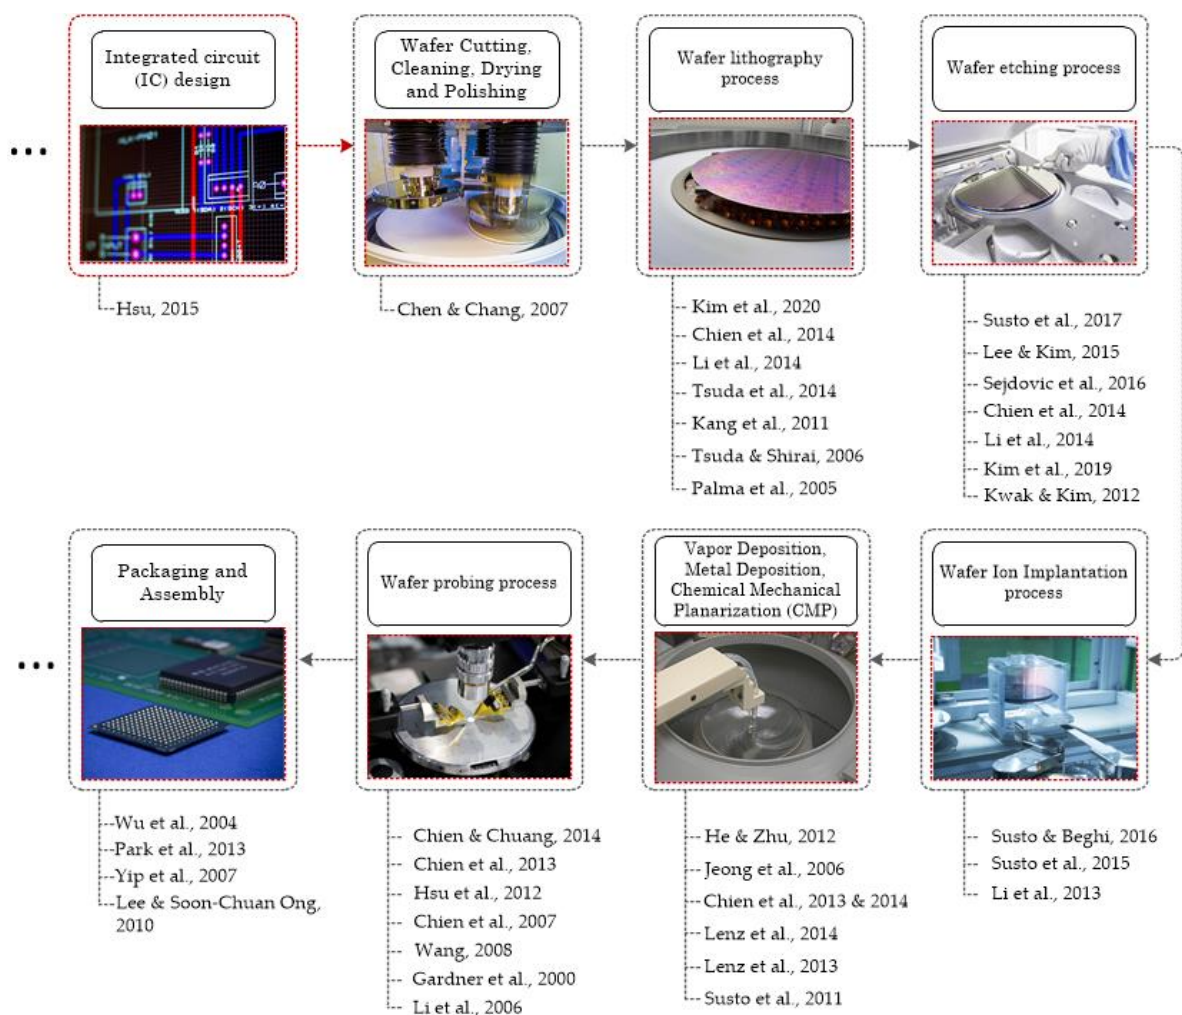 Integrated circuit
(IC) design
Hsu, 2015
Wafer Cutting,
Cleaning, Drying
and Polishing
Chen & Chang, 2007
Wafer lithography
process
Kim et al., 2020
Chien et al., 2014
Li et al., 2014
Tsuda et al., 2014
Kang et al., 2011
Tsuda & Shirai, 2006
Palma et al., 2005
Wafer etching process
Susto et al., 2017
Lee & Kim, 2015
Sejdovic et al., 2016
Chien et al., 2014
Li et al., 2014
Kim et al., 2019
Kwak & Kim, 2012
Wafer Ion Implantation
process
Susto & Beghi, 2016
Susto et al., 2015
Li et al., 2013
Vapor Deposition,
Metal Deposition,
Chemical Mechanical
Planarization (CMP)
He & Zhu, 2012
Jeong et al., 2006
Chien et al., 2013 & 2014
Lenz et al., 2014
Lenz et al., 2013
Susto et al., 2011
Wafer probing process
Chien & Chuang, 2014
Chien et al., 2013
Hsu et al., 2012
Chien et al., 2007
Wang, 2008
Gardner et al., 2000
Li et al., 2006
Packaging and
Assembly
Wu et al., 2004
Park et al., 2013
Yip et al., 2007
Lee & Soon-Chuan Ong,
2010